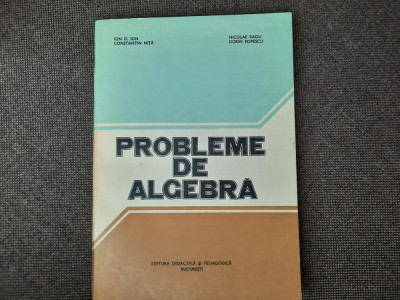 ION D. ION
CONSTANTIN NIȚĂ
NICOLAE RADU
DORIN POPESCU
PROBLEME
DE
ALGEBRĂ
EDITURA DIDACTICĂ ȘI PEDAGOGICĂ
BUCUREȘTI